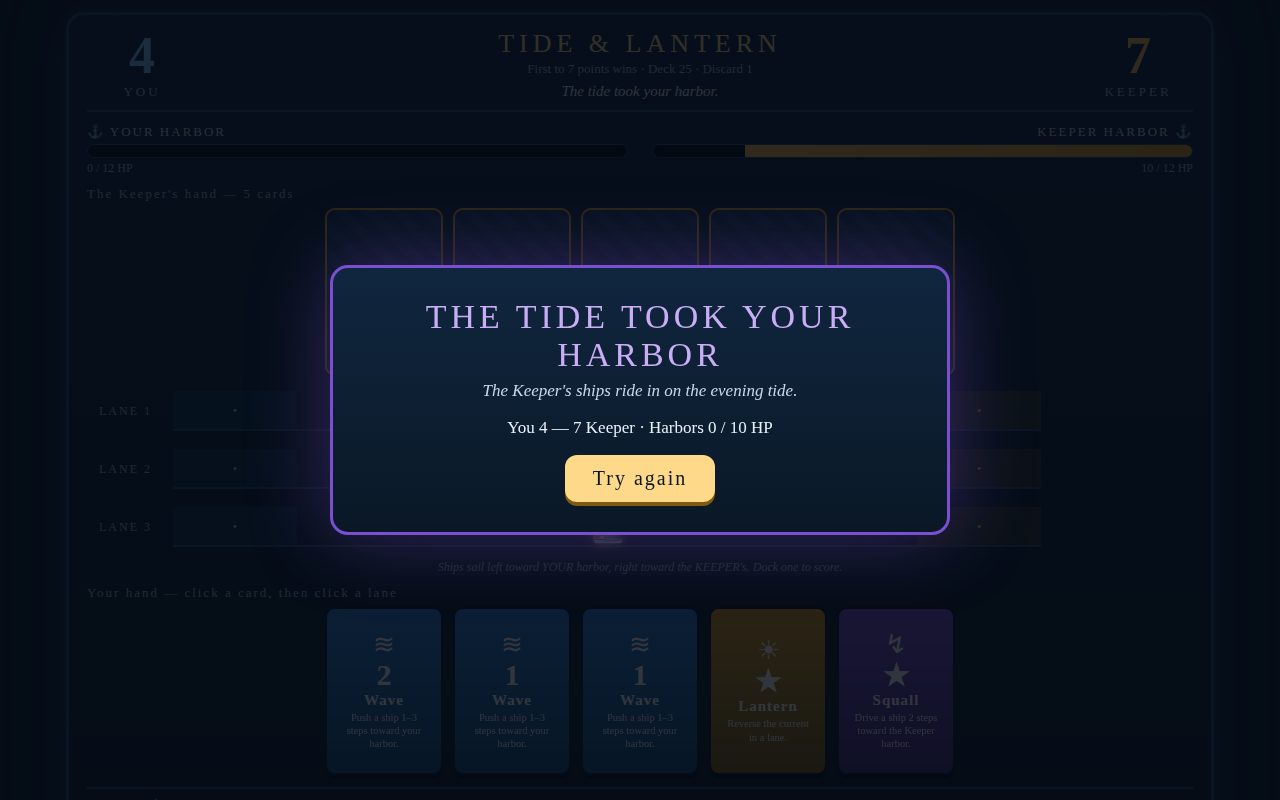 4
YOU
TIDE & LANTERN
First to 7 points wins · Deck 25 · Discard 1
The tide took your harbor.
7
KEEPER
⚓ YOUR HARBOR
KEEPER HARBOR ⚓
0 / 12 HP
10 / 12 HP
The Keeper's hand — 5 cards
THE TIDE TOOK YOUR
HARBOR
The Keeper's ships ride in on the evening tide.
You 4 — 7 Keeper · Harbors 0 / 10 HP
Try again
LANE 1
LANE 2
LANE 3
Ships sail left toward YOUR harbor, right toward the KEEPER's. Dock one to score.
Your hand — click a card, then click a lane
2
Wave
Push a ship 1–3
steps toward your
harbor.
1
Wave
Push a ship 1–3
steps toward your
harbor.
1
Wave
Push a ship 1–3
steps toward your
harbor.
★
Lantern
Reverse the current
in a lane.
★
Squall
Drive a ship 2 steps
toward the Keeper
harbor.